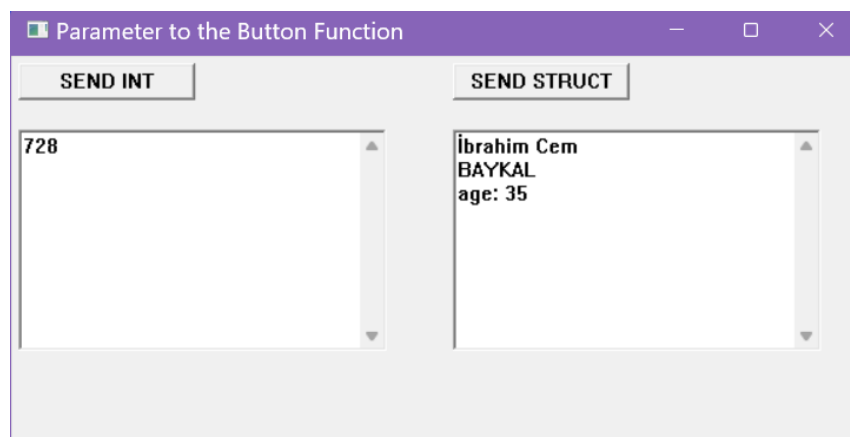 Parameter to the Button Function
SEND INT
SEND STRUCT
728
İbrahim Cem
BAYKAL
age: 35